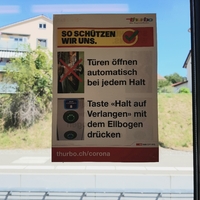 thurbo
SO SCHÜTZEN
WIR UNS.
Türen öffnen
automatisch
bei jedem Halt
Taste «Halt auf
Verlangen» mit
dem Ellbogen
drücken
thurbo.ch/corona